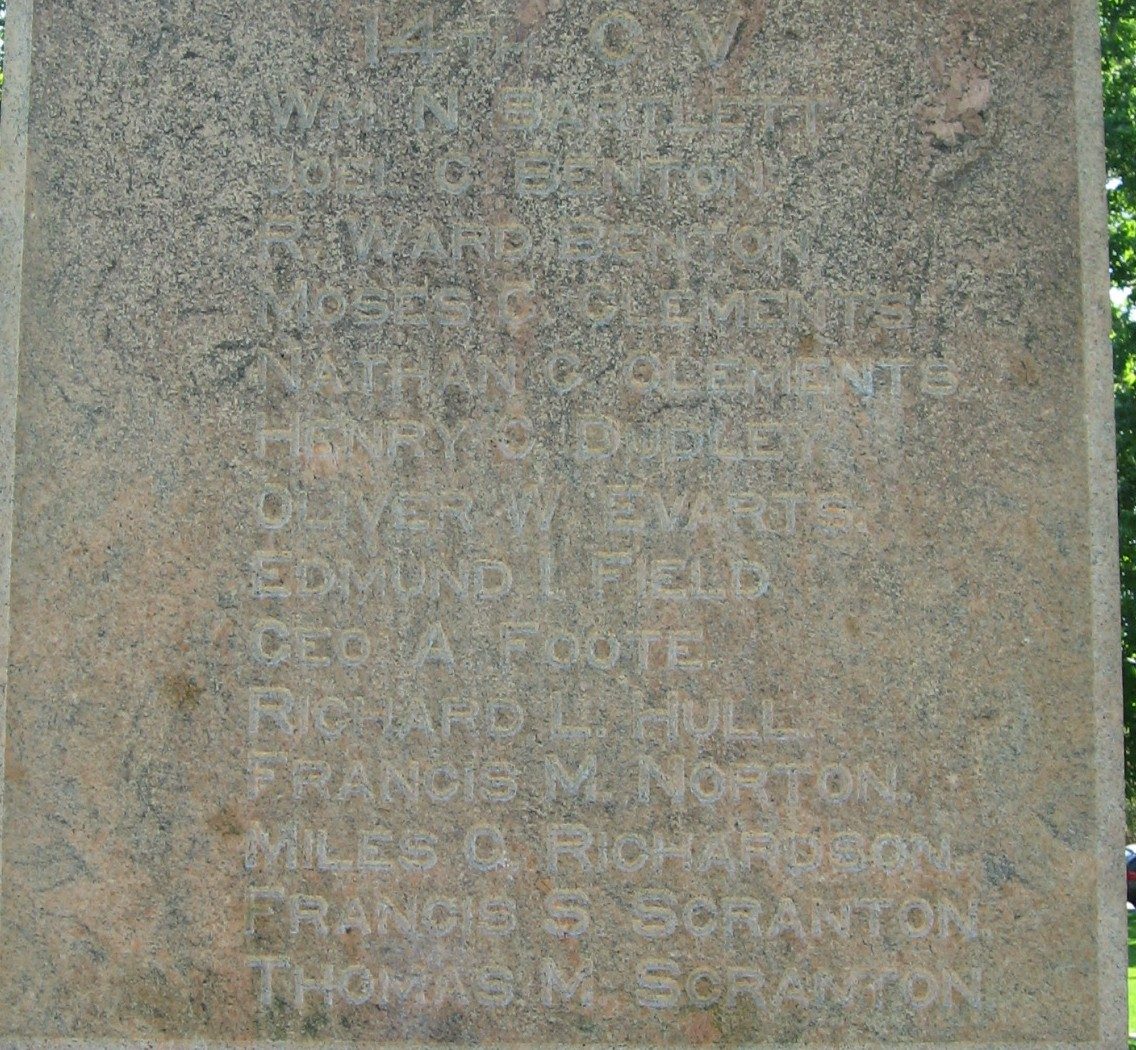 14TH C V
WM. N. BARTLETT.
JOEL C. BENTON.
R. WARD BENTON.
MOSES C. CLEMENTS.
NATHAN C. CLEMENTS.
HENRY C. DUDLEY.
OLIVER W. EVARTS.
EDMUND I. FIELD.
GEO. A. FOOTE.
RICHARD L. HULL.
FRANCIS M. NORTON.
MILES G. RICHARDSON.
FRANCIS S. SCRANTON.
THOMAS M. SCRANTON